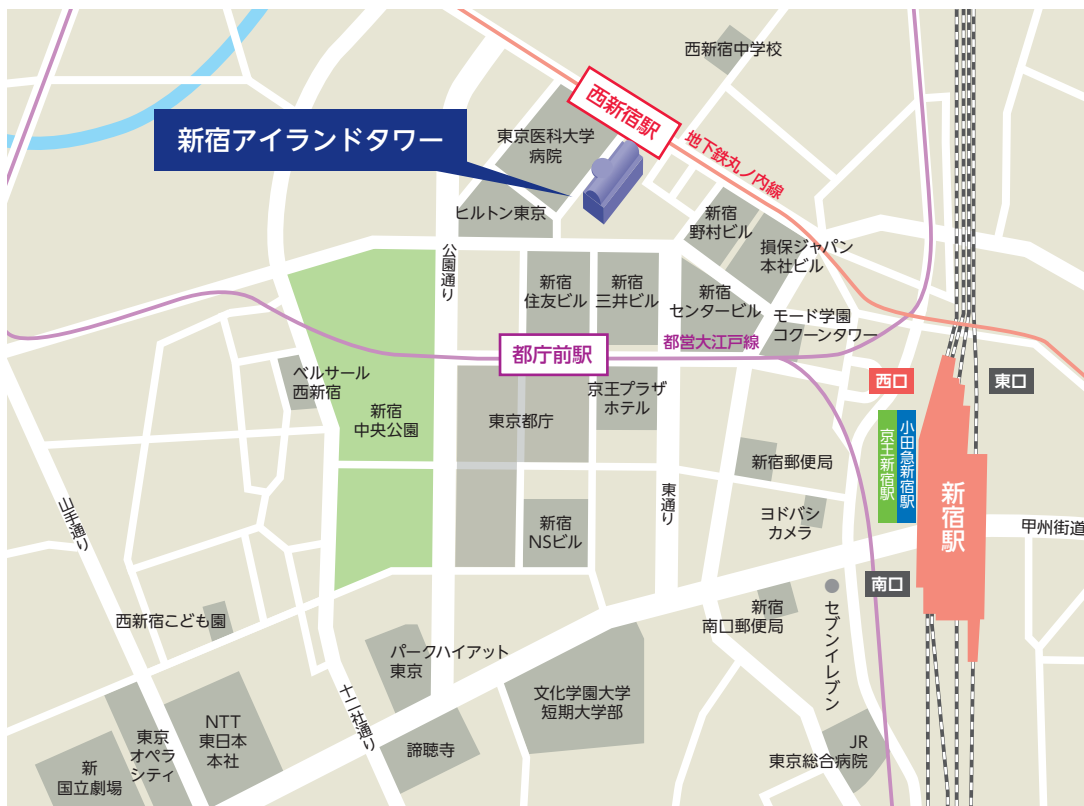 西新宿中学校
西新宿駅
新宿アイランドタワー
東京医科大学
病院
地下鉄丸ノ内線
ヒルトン東京
新宿
野村ビル
損保ジャパン
本社ビル
公園通り
新宿
住友ビル
新宿
三井ビル
新宿
センタービル
モード学園
コクーンタワー
都庁前駅
都営大江戸線
ベルサール
西新宿
西口
東口
新宿
中央公園
東京都庁
京王プラザ
ホテル
京王新宿駅
小田急新宿駅
新宿郵便局
新宿駅
山手通り
東通り
新宿
NSビル
ヨドバシ
カメラ
甲州街道
南口
西新宿こども園
新宿
南口郵便局
セブンイレブン
パークハイアット
東京
十二社通り
文化学園大学
短期大学部
NTT
東日本
本社
東京
オペラ
シティ
諦聴寺
JR
東京総合病院
新
国立劇場